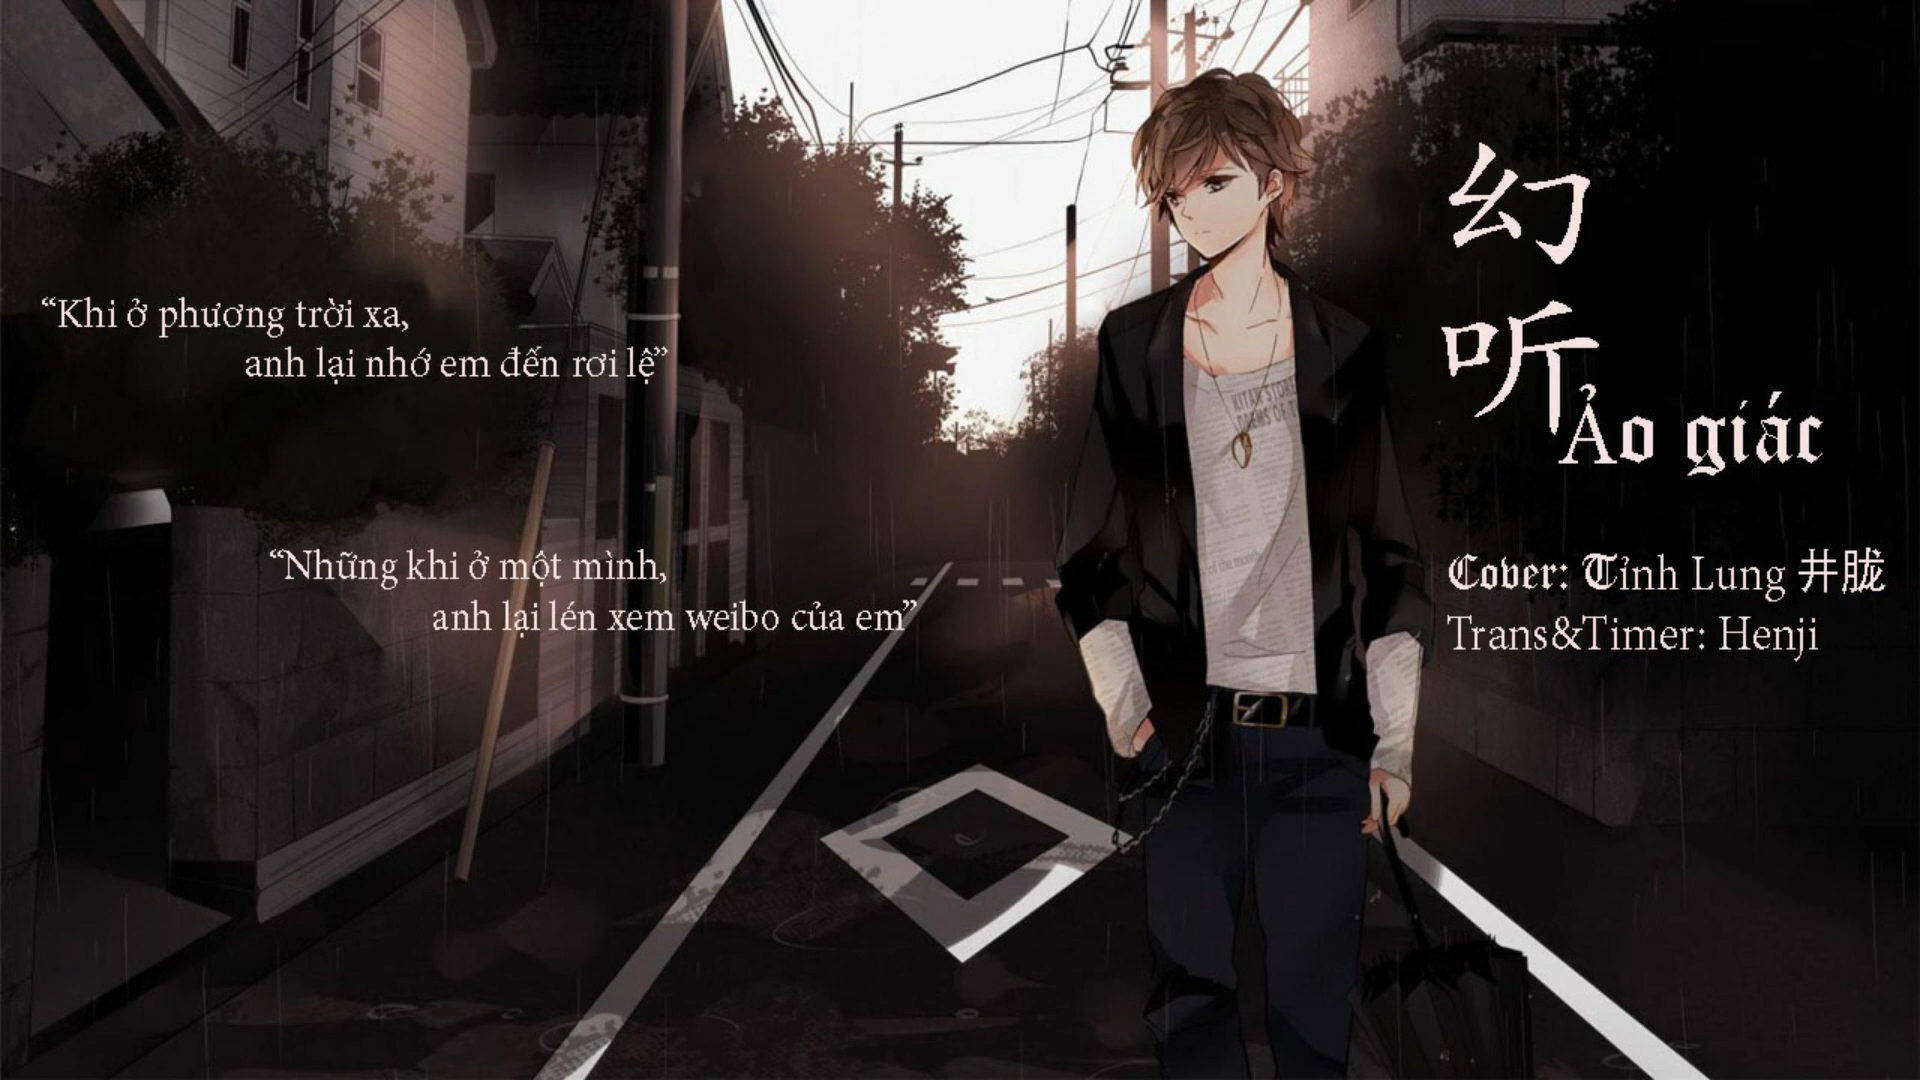 “Khi ở phương trời xa,
anh lại nhớ em đến rơi lệ”
“Những khi ở một mình,
anh lại lén xem weibo của em”
幻
听
Ảo giác
Cover: Tỉnh Lung 井胧
Trans&Timer: Henji